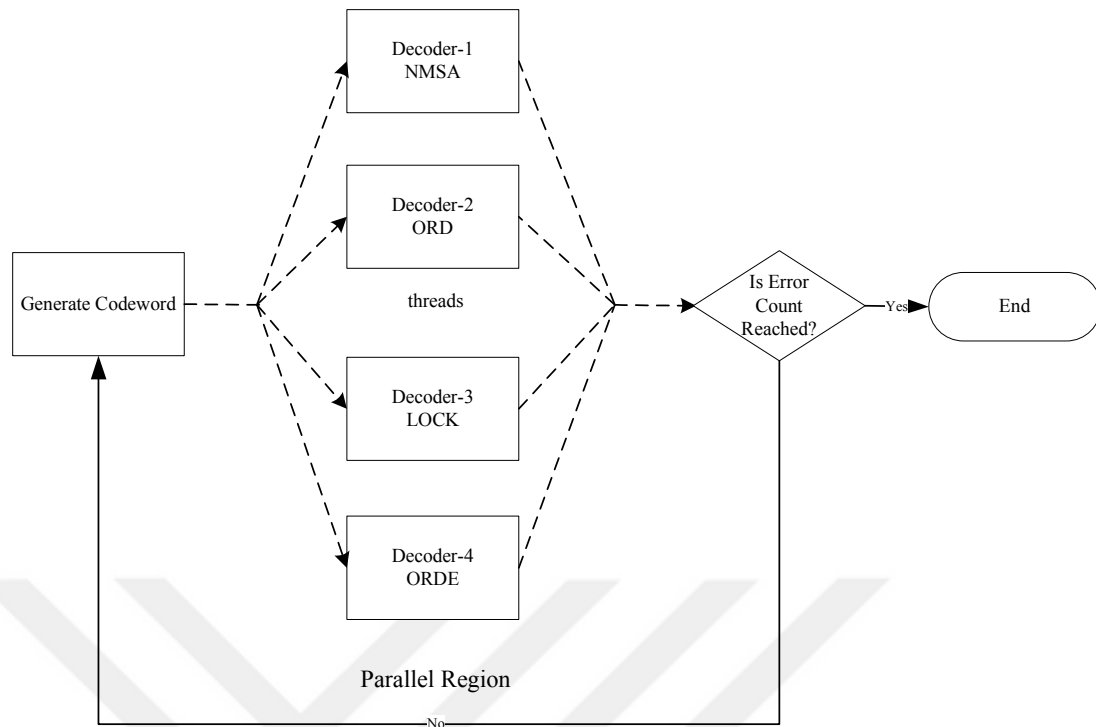 Decoder-1
NMSA
Decoder-2
ORD
Generate Codeword
threads
Is Error
Count
Reached?
Yes
End
Decoder-3
LOCK
Decoder-4
ORDE
Parallel Region
No